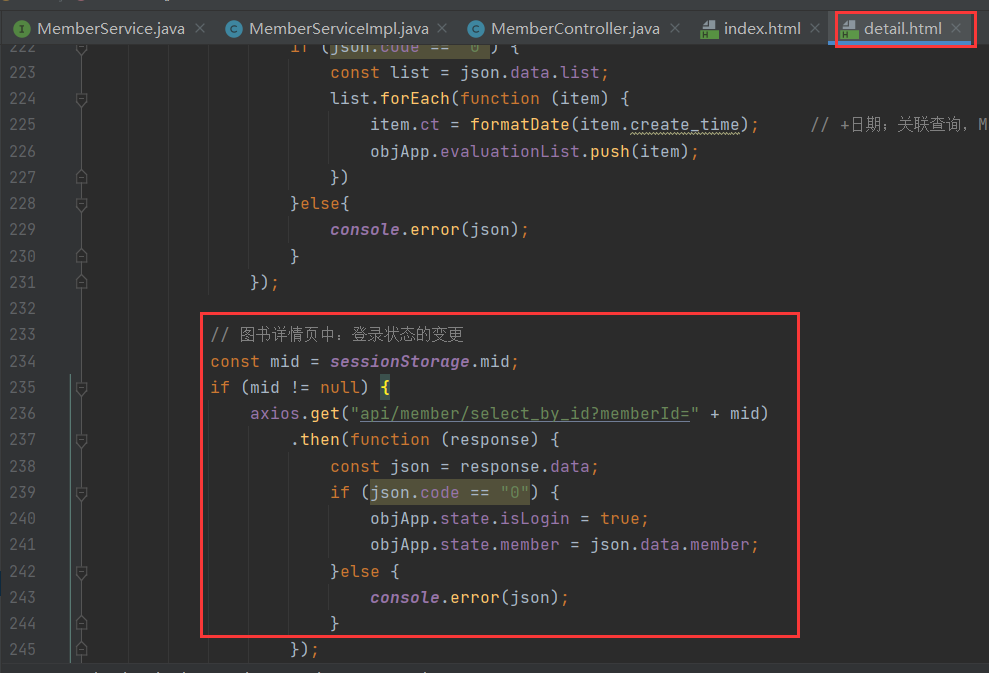 MemberService.java MemberServiceImpl.java MemberController.java index.html detail.html
222 if (json.code == "0") {
223 const list = json.data.list;
224 list.forEach(function (item) {
225 item.ct = formatDate(item.create_time); // +日期；关联查询，M
226 objApp.evaluationList.push(item);
227 })
228 }else{
229 console.error(json);
230 }
231 });
232
233 // 图书详情页中：登录状态的变更
234 const mid = sessionStorage.mid;
235 if (mid != null) {
236 axios.get("api/member/select_by_id?memberId=" + mid)
237 .then(function (response) {
238 const json = response.data;
239 if (json.code == "0") {
240 objApp.state.isLogin = true;
241 objApp.state.member = json.data.member;
242 }else {
243 console.error(json);
244 }
245 });